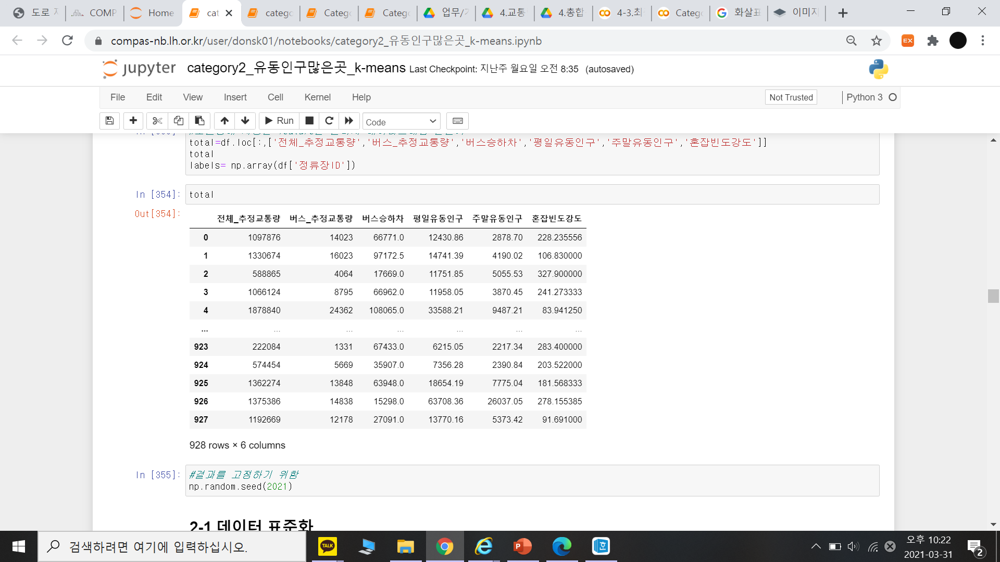 도로 COMP Home cat catego Catego Catego 업무/ 4.교통 4.총합 4-3.최 Catego 화살표 이미지
compas-nb.lh.or.kr/user/donsk01/notebooks/category2_유동인구많은곳_k-means.ipynb EX
jupyter category2_유동인구많은곳_k-means Last Checkpoint: 지난주 월요일 오전 8:35 (autosaved)
File Edit View Insert Cell Kernel Help Not Trusted Python 3
Run Code
total=df.loc[:,['전체_추정교통량','버스_추정교통량','버스승하차','평일유동인구','주말유동인구','혼잡빈도강도']]
total
labels= np.array(df['정류장ID'])
In [354]: total
Out[354]:
전체_추정교통량 버스_추정교통량 버스승하차 평일유동인구 주말유동인구 혼잡빈도강도
0 1097876 14023 66771.0 12430.86 2878.70 228.235556
1 1330674 16023 97172.5 14741.39 4190.02 106.830000
2 588865 4064 17669.0 11751.85 5055.53 327.900000
3 1066124 8795 66962.0 11958.05 3870.45 241.273333
4 1878840 24362 108065.0 33588.21 9487.21 83.941250
... ... ... ... ... ... ...
923 222084 1331 67433.0 6215.05 2217.34 283.400000
924 574454 5669 35907.0 7356.28 2390.84 203.522000
925 1362274 13848 63948.0 18654.19 7775.04 181.568333
926 1375386 14838 15298.0 63708.36 26037.05 278.155385
927 1192669 12178 27091.0 13770.16 5373.42 91.691000
928 rows × 6 columns
In [355]: #결과를 고정하기 위함
np.random.seed(2021)
2-1 데이터 표준화
검색하려면 여기에 입력하십시오. TALK P 오후 10:22
2021-03-31 2